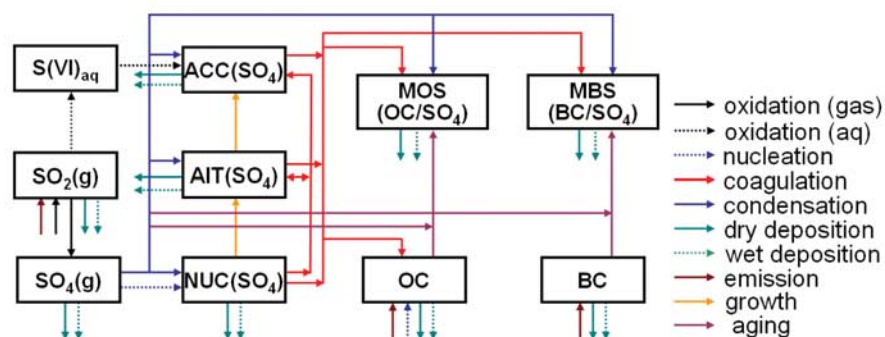 S(VI)aq
ACC(SO4)
MOS
(OC/SO4)
MBS
(BC/SO4)
SO2(g)
AIT(SO4)
SO4(g)
NUC(SO4)
OC
BC
oxidation (gas)
oxidation (aq)
nucleation
coagulation
condensation
dry deposition
wet deposition
emission
growth
aging